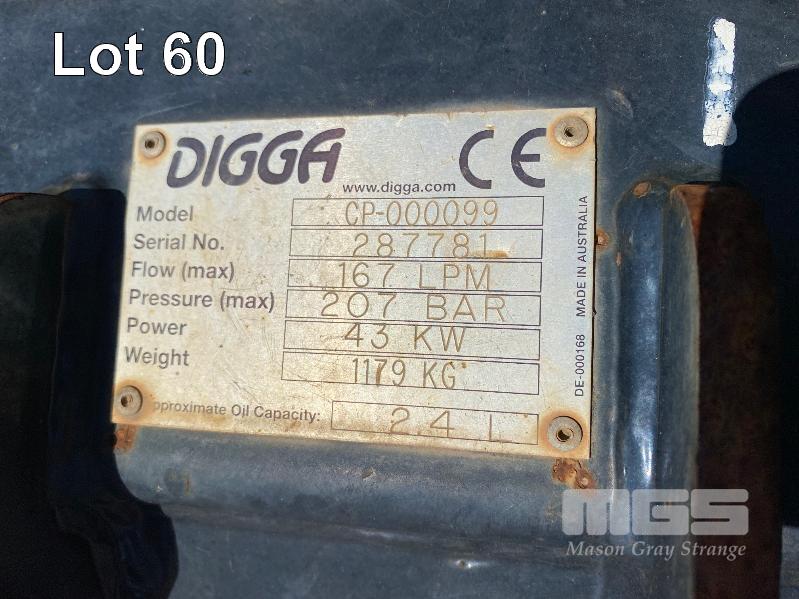 Lot 60
DIGGA CE
www.digga.com
Model CP-000099
Serial No. 287781
Flow (max) 167 LPM
Pressure (max) 207 BAR
Power 43 KW
Weight 1179 KG
Approximate Oil Capacity: 2.4 L
DE-000168 MADE IN AUSTRALIA
MGS
Mason Gray Strange